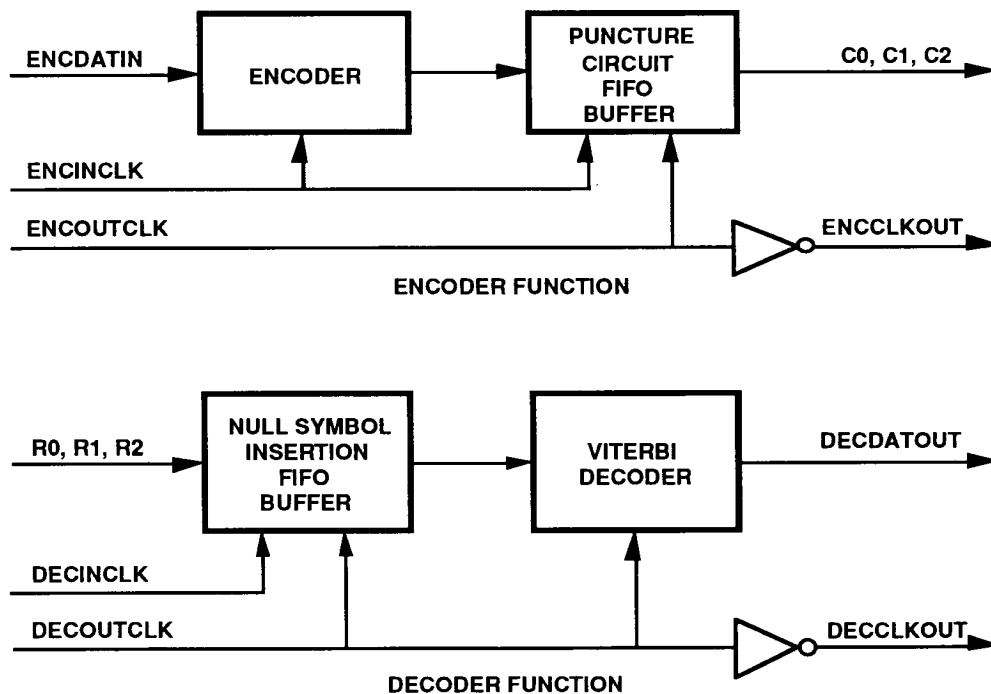 ENCDATIN
ENCODER
PUNCTURE
CIRCUIT
FIFO
BUFFER
C0, C1, C2
ENCINCLK
ENCOUTCLK
ENCCLKOUT
ENCODER FUNCTION
R0, R1, R2
NULL SYMBOL
INSERTION
FIFO
BUFFER
VITERBI
DECODER
DECDATOUT
DECINCLK
DECOUTCLK
DECCLKOUT
DECODER FUNCTION